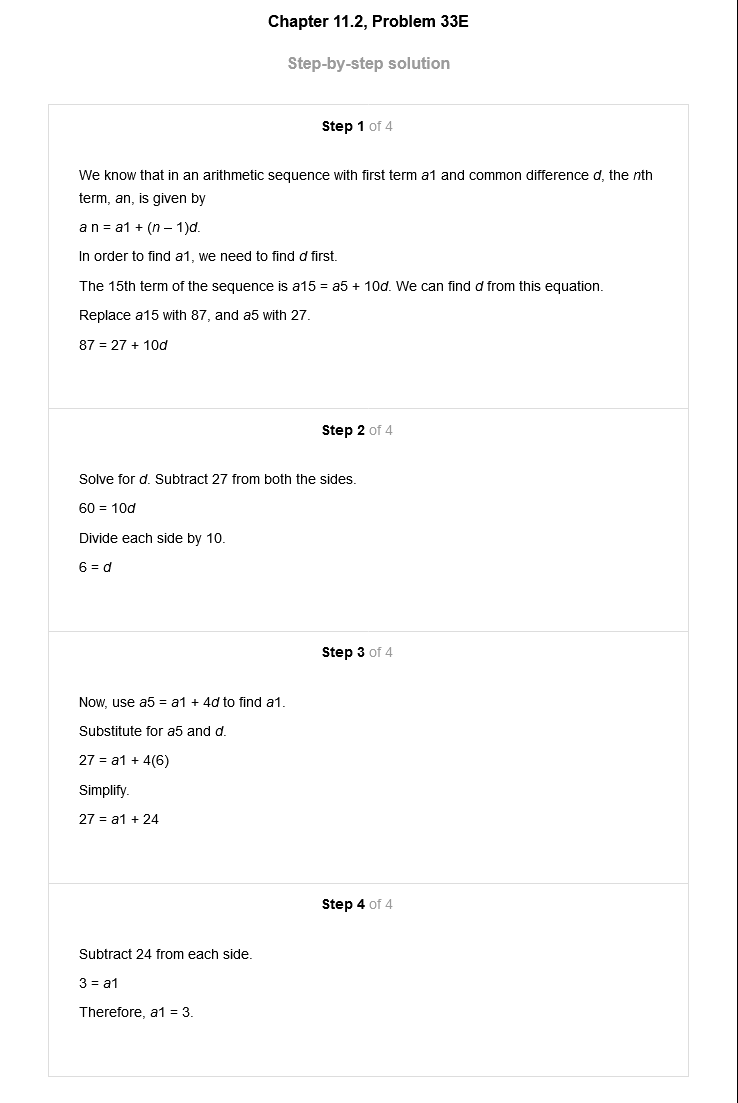 Chapter 11.2, Problem 33E
Step-by-step solution
Step 1 of 4
We know that in an arithmetic sequence with first term a1 and common difference d, the nth
term, an, is given by
a n = a1 + (n – 1)d.
In order to find a1, we need to find d first.
The 15th term of the sequence is a15 = a5 + 10d. We can find d from this equation.
Replace a15 with 87, and a5 with 27.
87 = 27 + 10d
Step 2 of 4
Solve for d. Subtract 27 from both the sides.
60 = 10d
Divide each side by 10.
6 = d
Step 3 of 4
Now, use a5 = a1 + 4d to find a1.
Substitute for a5 and d.
27 = a1 + 4(6)
Simplify.
27 = a1 + 24
Step 4 of 4
Subtract 24 from each side.
3 = a1
Therefore, a1 = 3.